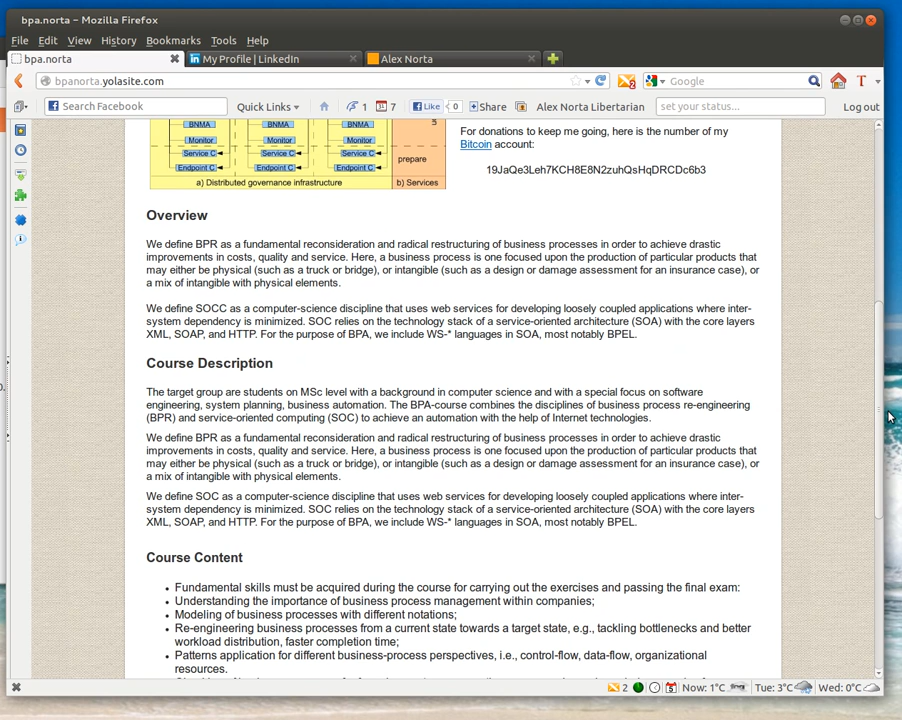 bpa.norta - Mozilla Firefox
File Edit View History Bookmarks Tools Help
bpa.norta My Profile | LinkedIn Alex Norta
bpanorta.yolasite.com Google
Search Facebook Quick Links 1 7 Like 0 Share Alex Norta Libertarian set your status... Log out
BNMA BNMA BNMA
Monitor Monitor Monitor
Service C Service C Service C
prepare
Endpoint C Endpoint C Endpoint C
a) Distributed governance infrastructure b) Services
For donations to keep me going, here is the number of my
Bitcoin account:
19JaQe3Leh7KCH8E8N2zuhQsHqDRCDc6b3
Overview
We define BPR as a fundamental reconsideration and radical restructuring of business processes in order to achieve drastic
improvements in costs, quality and service. Here, a business process is one focused upon the production of particular products that
may either be physical (such as a truck or bridge), or intangible (such as a design or damage assessment for an insurance case), or
a mix of intangible with physical elements.
We define SOCC as a computer-science discipline that uses web services for developing loosely coupled applications where inter-
system dependency is minimized. SOC relies on the technology stack of a service-oriented architecture (SOA) with the core layers
XML, SOAP, and HTTP. For the purpose of BPA, we include WS-* languages in SOA, most notably BPEL.
Course Description
The target group are students on MSc level with a background in computer science and with a special focus on software
engineering, system planning, business automation. The BPA-course combines the disciplines of business process re-engineering
(BPR) and service-oriented computing (SOC) to achieve an automation with the help of Internet technologies.
We define BPR as a fundamental reconsideration and radical restructuring of business processes in order to achieve drastic
improvements in costs, quality and service. Here, a business process is one focused upon the production of particular products that
may either be physical (such as a truck or bridge), or intangible (such as a design or damage assessment for an insurance case), or
a mix of intangible with physical elements.
We define SOC as a computer-science discipline that uses web services for developing loosely coupled applications where inter-
system dependency is minimized. SOC relies on the technology stack of a service-oriented architecture (SOA) with the core layers
XML, SOAP, and HTTP. For the purpose of BPA, we include WS-* languages in SOA, most notably BPEL.
Course Content
Fundamental skills must be acquired during the course for carrying out the exercises and passing the final exam:
Understanding the importance of business process management within companies;
Modeling of business processes with different notations;
Re-engineering business processes from a current state towards a target state, e.g., tackling bottlenecks and better
workload distribution, faster completion time;
Patterns application for different business-process perspectives, i.e., control-flow, data-flow, organizational
resources.
2 Now: 1°C Tue: 3°C Wed: 0°C